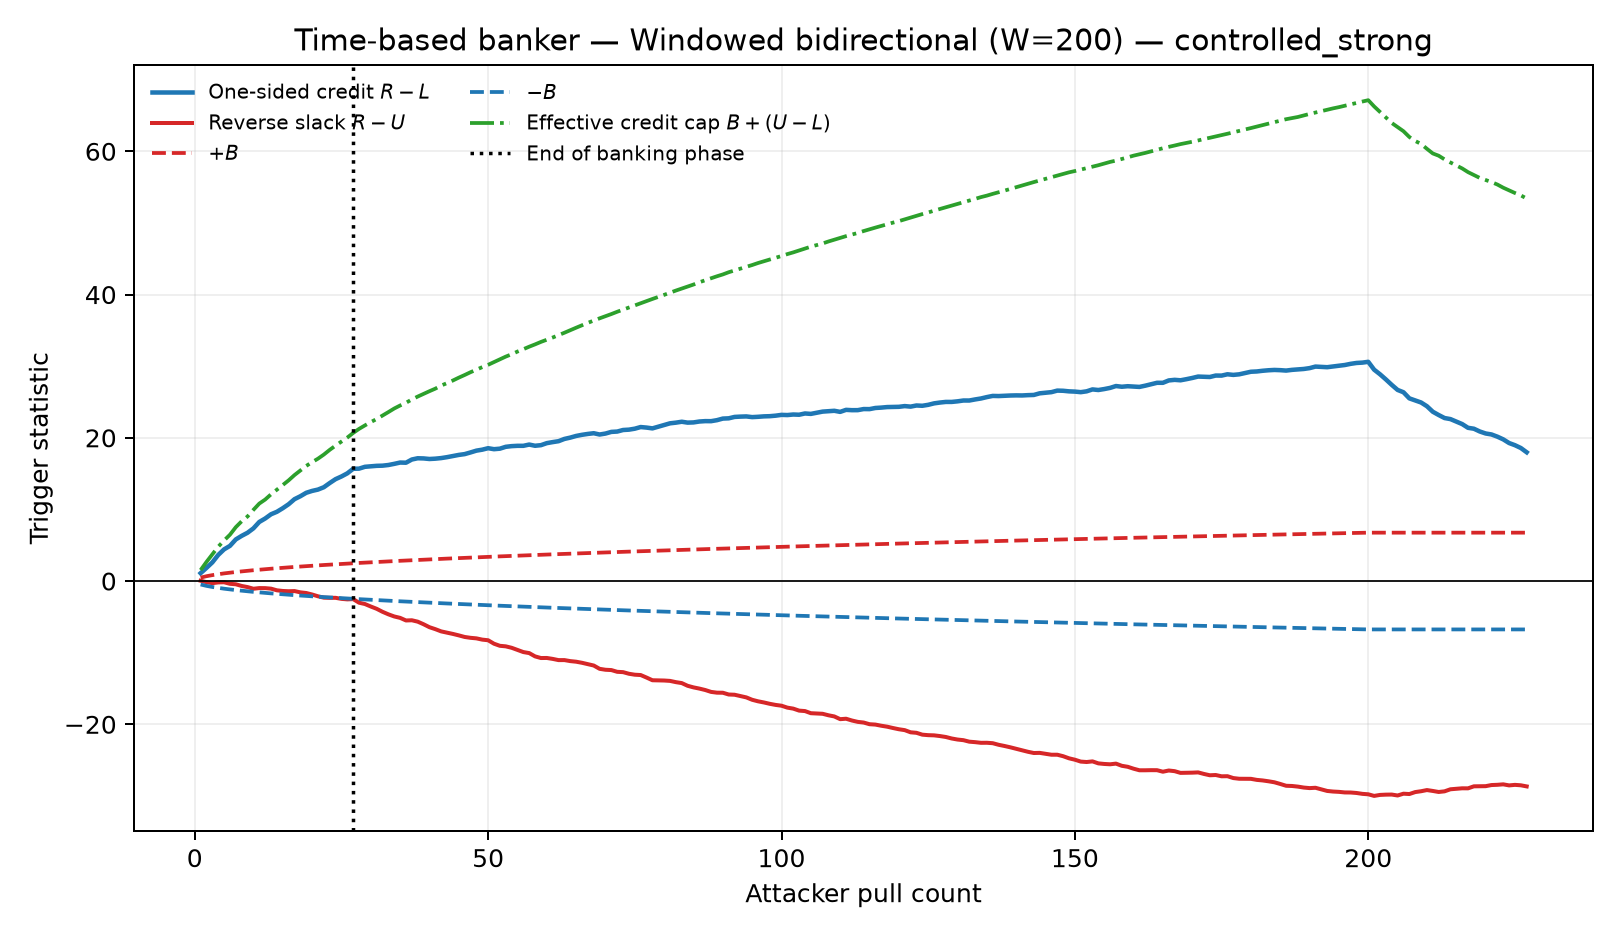 Time-based banker — Windowed bidirectional (W=200) — controlled_strong
One-sided credit R − L
Reverse slack R − U
+B
−B
Effective credit cap B + (U − L)
End of banking phase
Trigger statistic
60
40
20
0
−20
0 50 100 150 200
Attacker pull count